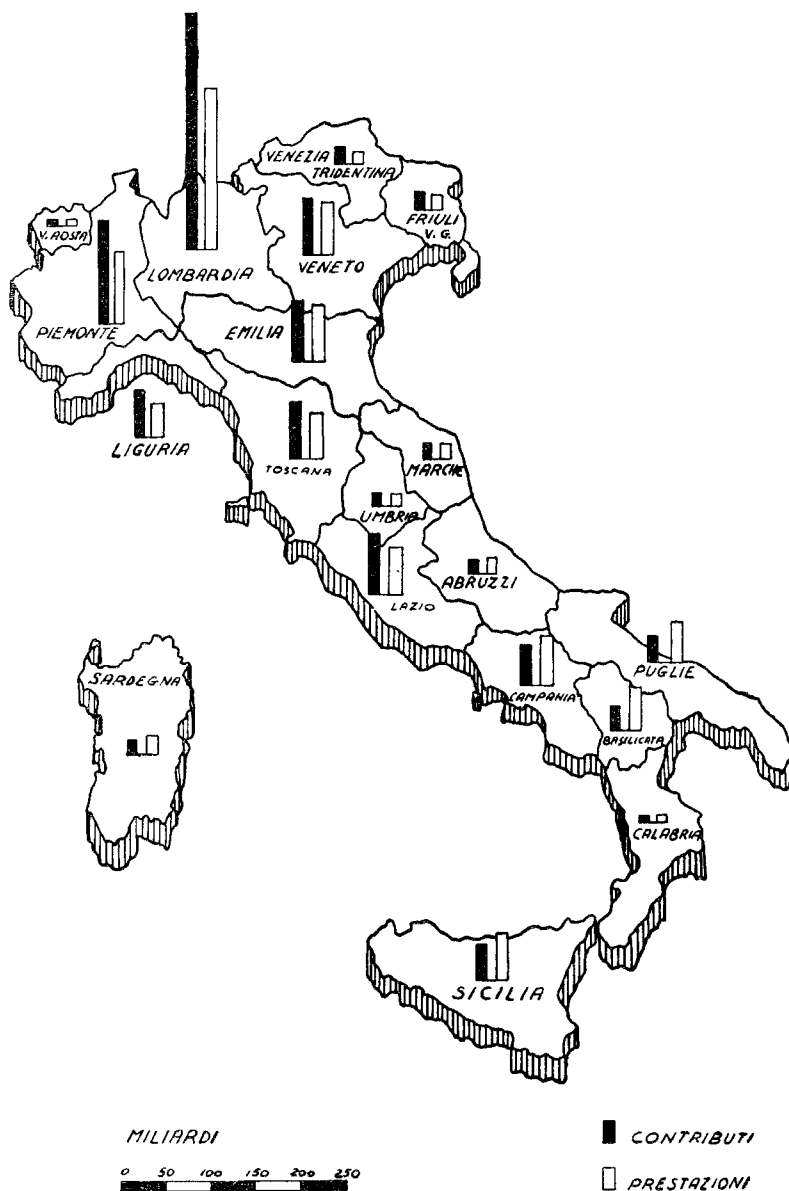 VENEZIA
TRIDENTINA
FRIULI
V. G.
V. AOSTA
LOMBARDIA
VENETO
PIEMONTE
EMILIA
LIGURIA
TOSCANA
MARCHE
UMBRIA
ABRUZZI
LAZIO
PUGLIE
SARDEGNA
CAMPANIA
BASILICATA
CALABRIA
SICILIA
MILIARDI
0 50 100 150 200 250
CONTRIBUTI
PRESTAZIONI